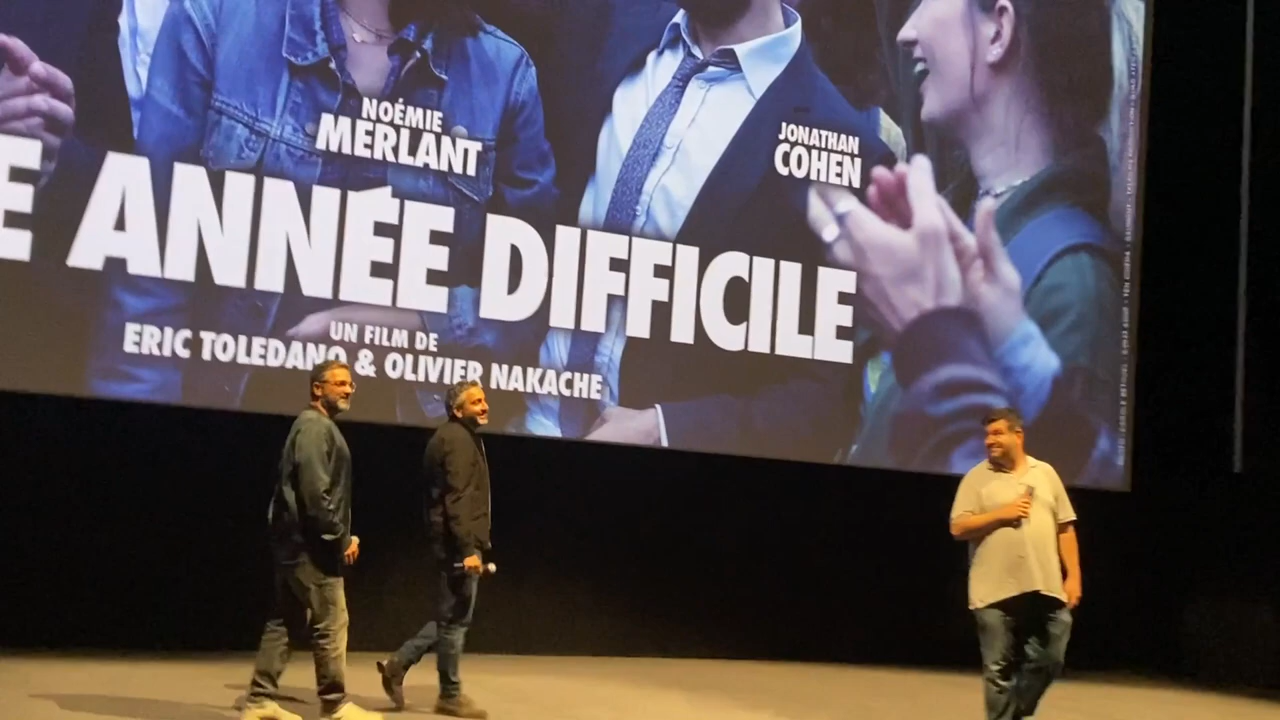 NOÉMIE
MERLANT
JONATHAN
COHEN
E ANNÉE DIFFICILE
UN FILM DE
ERIC TOLEDANO & OLIVIER NAKACHE